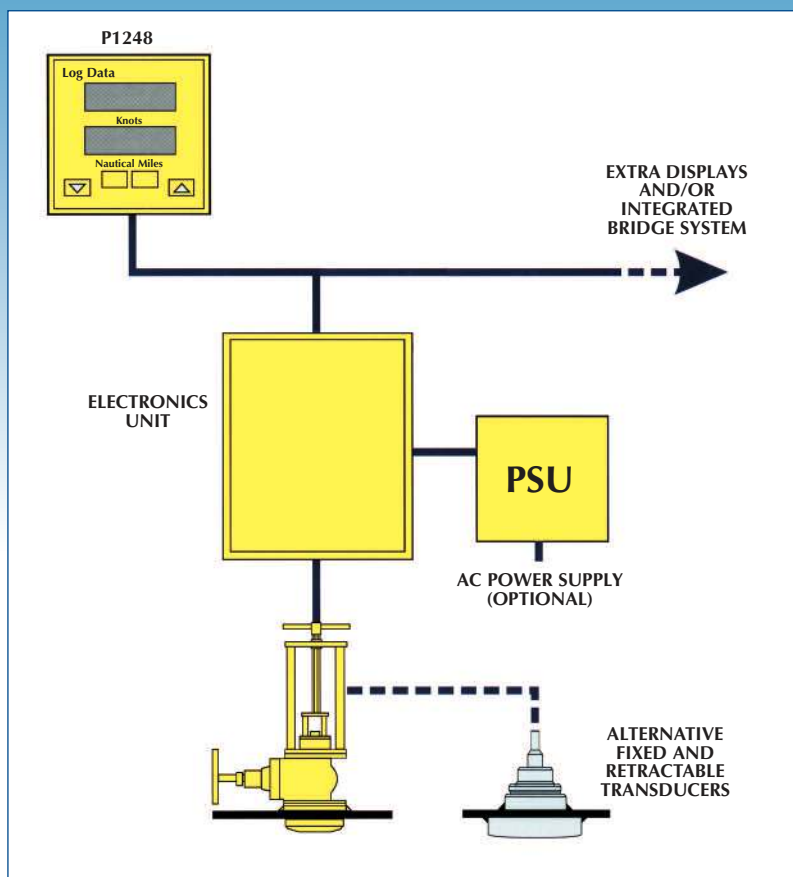 P1248
Log Data
Knots
Nautical Miles
EXTRA DISPLAYS
AND/OR
INTEGRATED
BRIDGE SYSTEM
ELECTRONICS
UNIT
PSU
AC POWER SUPPLY
(OPTIONAL)
ALTERNATIVE
FIXED AND
RETRACTABLE
TRANSDUCERS